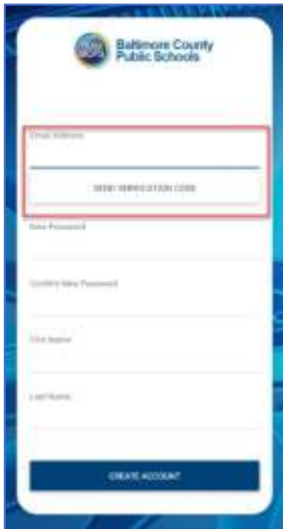 Baltimore County
Public Schools
Email Address
SEND VERIFICATION CODE
New Password
Confirm New Password
First Name
Last Name
CREATE ACCOUNT